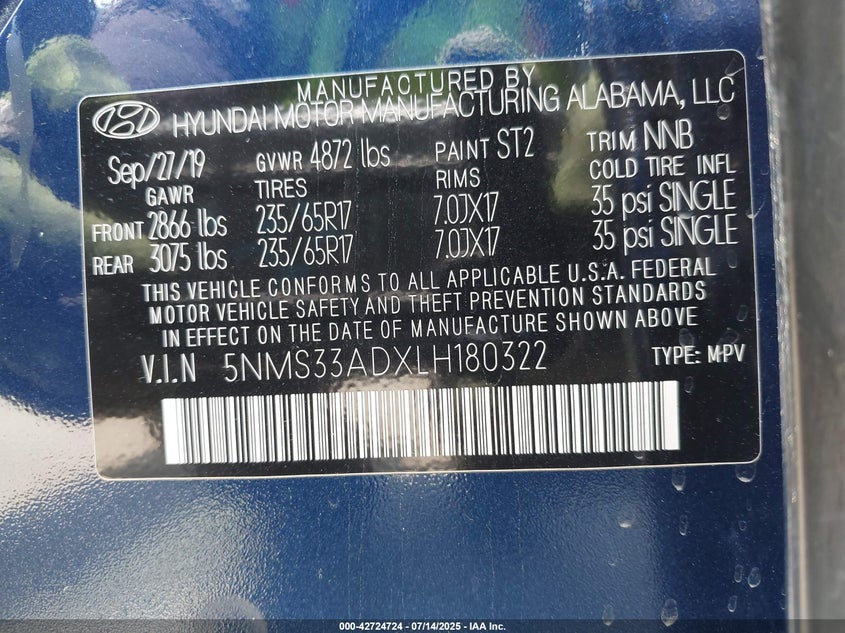 MANUFACTURED BY
HYUNDAI MOTOR MANUFACTURING ALABAMA, LLC
Sep/27/19 GVWR 4872 lbs PAINT ST2 TRIM NNB
GAWR TIRES RIMS COLD TIRE INFL
FRONT 2866 lbs 235/65R17 7.0JX17 35 psi SINGLE
REAR 3075 lbs 235/65R17 7.0JX17 35 psi SINGLE
THIS VEHICLE CONFORMS TO ALL APPLICABLE U.S.A. FEDERAL
MOTOR VEHICLE SAFETY AND THEFT PREVENTION STANDARDS
IN EFFECT ON THE DATE OF MANUFACTURE SHOWN ABOVE
V.I.N 5NMS33ADXLH180322 TYPE: MPV
000-42724724 - 07/14/2025 - IAA Inc.